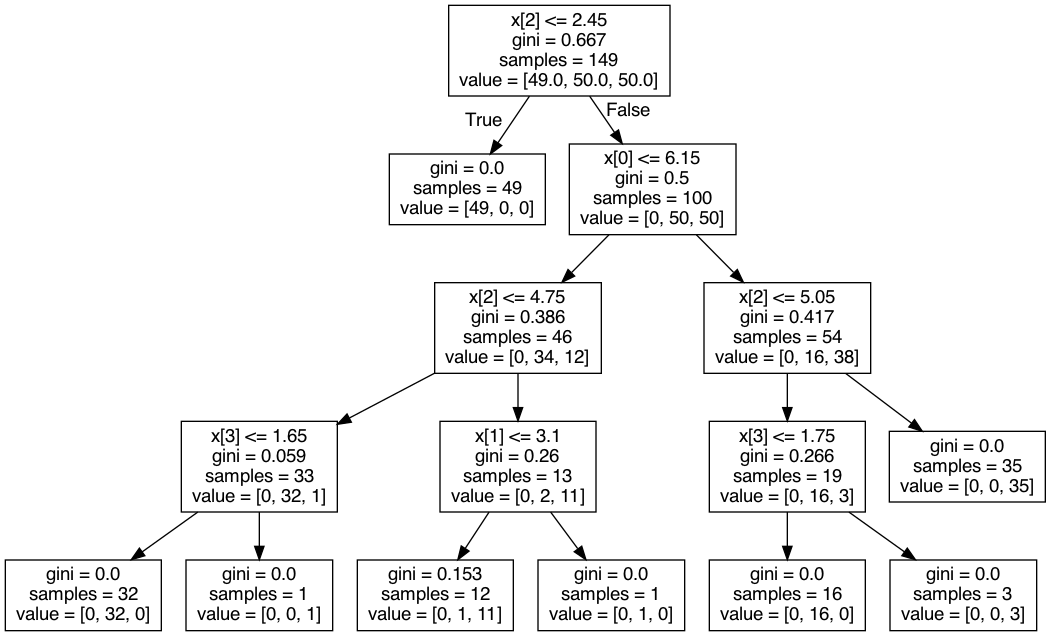 x[2] <= 2.45
gini = 0.667
samples = 149
value = [49.0, 50.0, 50.0]
True
False
gini = 0.0
samples = 49
value = [49, 0, 0]
x[0] <= 6.15
gini = 0.5
samples = 100
value = [0, 50, 50]
x[2] <= 4.75
gini = 0.386
samples = 46
value = [0, 34, 12]
x[2] <= 5.05
gini = 0.417
samples = 54
value = [0, 16, 38]
x[3] <= 1.65
gini = 0.059
samples = 33
value = [0, 32, 1]
x[1] <= 3.1
gini = 0.26
samples = 13
value = [0, 2, 11]
x[3] <= 1.75
gini = 0.266
samples = 19
value = [0, 16, 3]
gini = 0.0
samples = 35
value = [0, 0, 35]
gini = 0.0
samples = 32
value = [0, 32, 0]
gini = 0.0
samples = 1
value = [0, 0, 1]
gini = 0.153
samples = 12
value = [0, 1, 11]
gini = 0.0
samples = 1
value = [0, 1, 0]
gini = 0.0
samples = 16
value = [0, 16, 0]
gini = 0.0
samples = 3
value = [0, 0, 3]